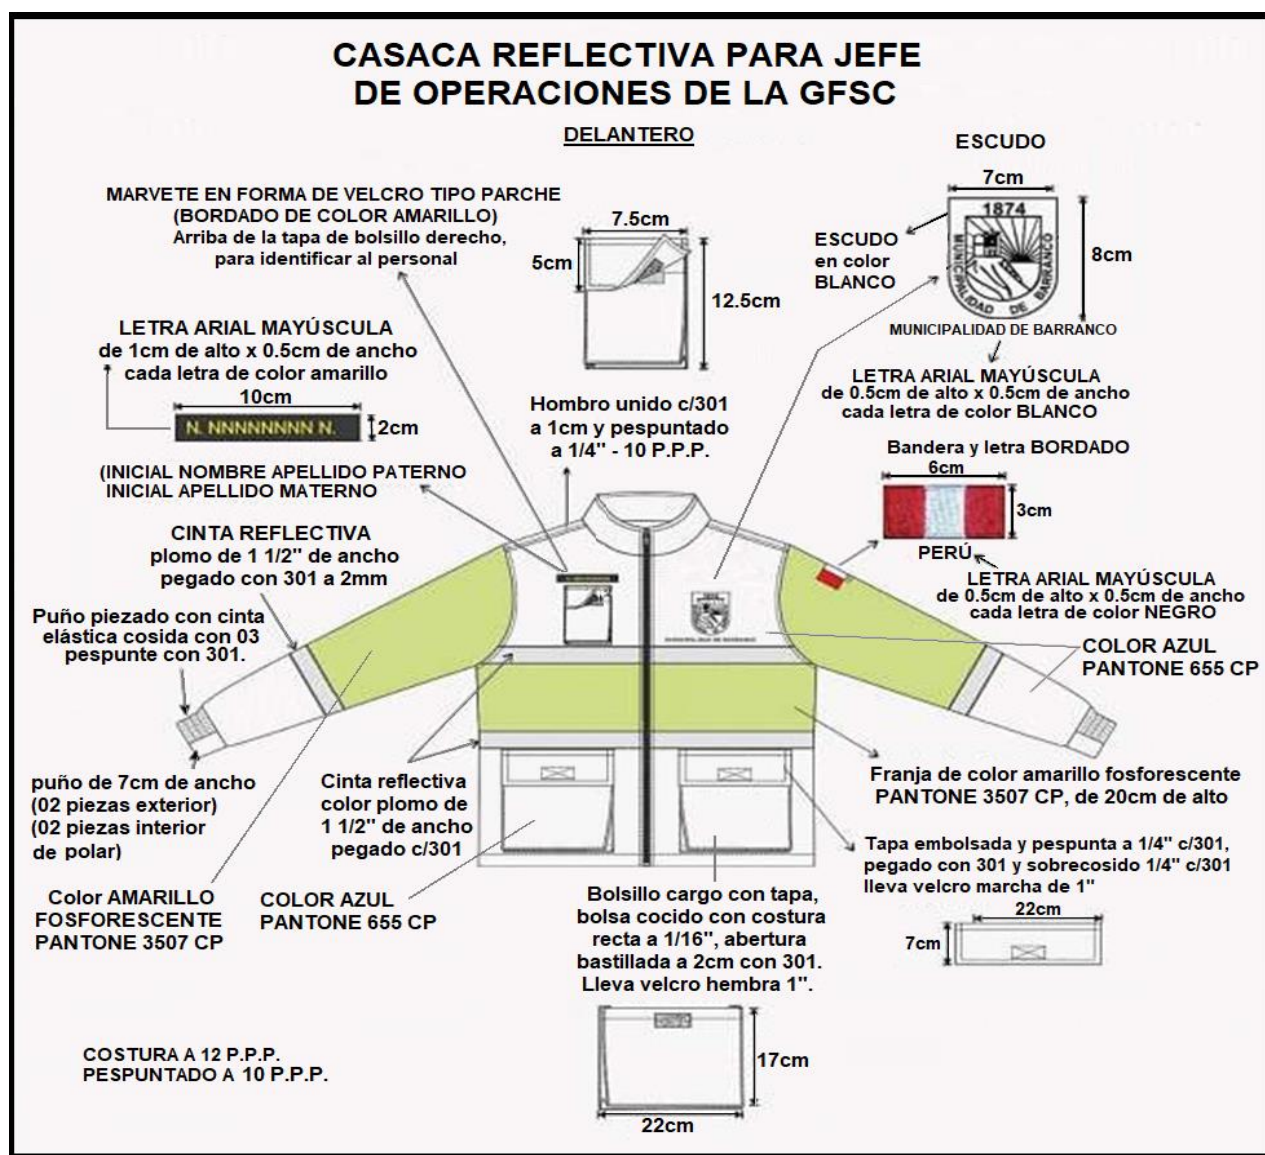 CASACA REFLECTIVA PARA JEFE
DE OPERACIONES DE LA GFSC
DELANTERO
ESCUDO
7cm
1874
MUNICIPALIDAD DE BARRANCO
8cm
ESCUDO
en color
BLANCO
MUNICIPALIDAD DE BARRANCO
LETRA ARIAL MAYÚSCULA
de 0.5cm de alto x 0.5cm de ancho
cada letra de color BLANCO
MARVETE EN FORMA DE VELCRO TIPO PARCHE
(BORDADO DE COLOR AMARILLO)
Arriba de la tapa de bolsillo derecho,
para identificar al personal
7.5cm
5cm
12.5cm
LETRA ARIAL MAYÚSCULA
de 1cm de alto x 0.5cm de ancho
cada letra de color amarillo
10cm
N. NNNNNNNN N.
2cm
(INICIAL NOMBRE APELLIDO PATERNO
INICIAL APELLIDO MATERNO
Hombro unido c/301
a 1cm y pespuntado
a 1/4" - 10 P.P.P.
Bandera y letra BORDADO
6cm
3cm
PERÚ
LETRA ARIAL MAYÚSCULA
de 0.5cm de alto x 0.5cm de ancho
cada letra de color NEGRO
CINTA REFLECTIVA
plomo de 1 1/2" de ancho
pegado con 301 a 2mm
Puño piezado con cinta
elástica cosida con 03
pespunte con 301.
MUNICIPALIDAD DE BARRANCO
COLOR AZUL
PANTONE 655 CP
puño de 7cm de ancho
(02 piezas exterior)
(02 piezas interior
de polar)
Cinta reflectiva
color plomo de
1 1/2" de ancho
pegado c/301
Franja de color amarillo fosforescente
PANTONE 3507 CP, de 20cm de alto
Tapa embolsada y pespunta a 1/4" c/301,
pegado con 301 y sobrecosido 1/4" c/301
lleva velcro marcha de 1"
Color AMARILLO
FOSFORESCENTE
PANTONE 3507 CP
COLOR AZUL
PANTONE 655 CP
Bolsillo cargo con tapa,
bolsa cocido con costura
recta a 1/16", abertura
bastillada a 2cm con 301.
Lleva velcro hembra 1".
22cm
7cm
17cm
22cm
COSTURA A 12 P.P.P.
PESPUNTADO A 10 P.P.P.